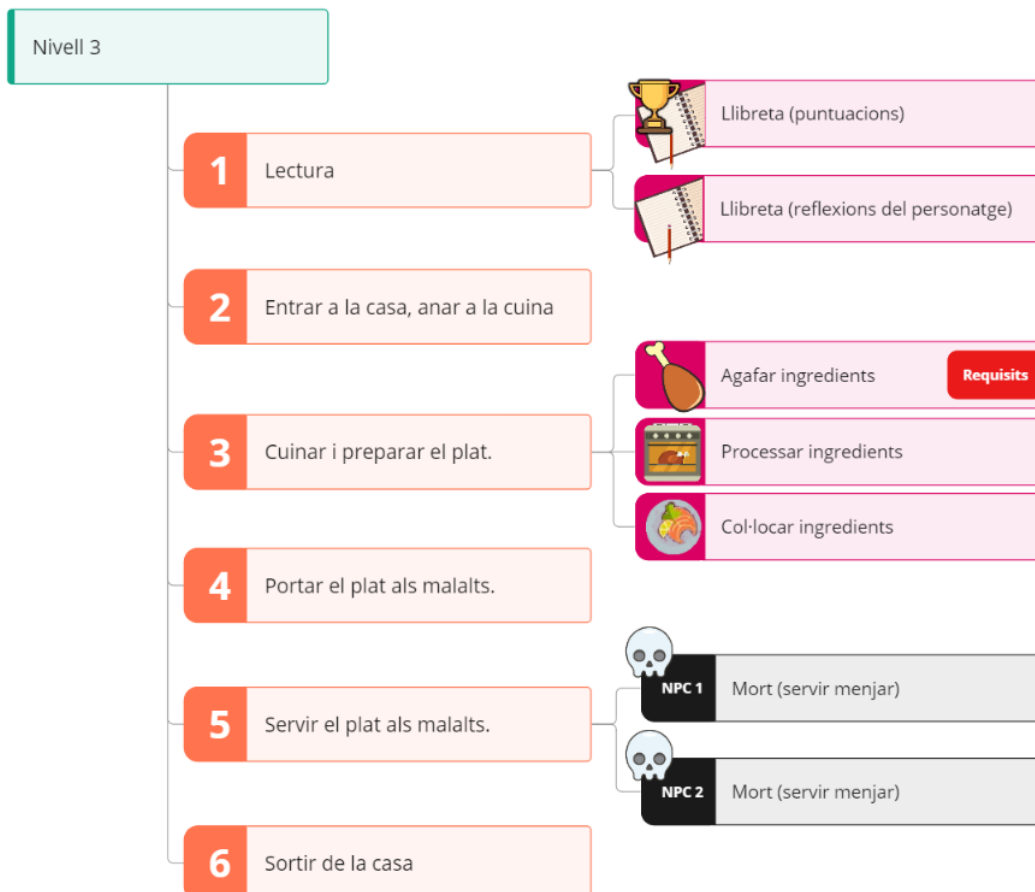 Nivell 3
1
Lectura
Llibreta (puntuacions)
Llibreta (reflexions del personatge)
2
Entrar a la casa, anar a la cuina
3
Cuinar i preparar el plat.
Agafar ingredients
Requisits
Processar ingredients
Col·locar ingredients
4
Portar el plat als malalts.
5
Servir el plat als malalts.
NPC 1
Mort (servir menjar)
NPC 2
Mort (servir menjar)
6
Sortir de la casa